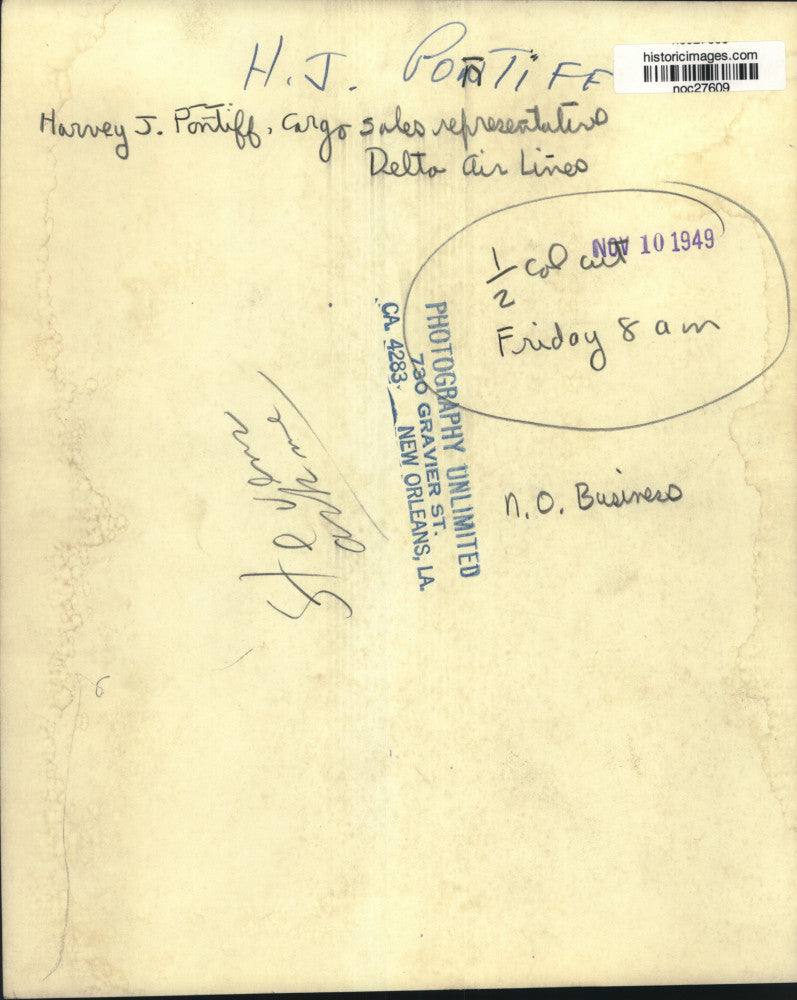 H. J. PONTIFF
historicimages.com
noc27609
Harvey J. Pontiff, Cargo sales representative
Delta Air Lines
NOV 10 1949
1/2 col cut
Friday 8 am
PHOTOGRAPHY UNLIMITED
730 GRAVIER ST.
CA. 4283 — NEW ORLEANS, LA.
N.O. Business